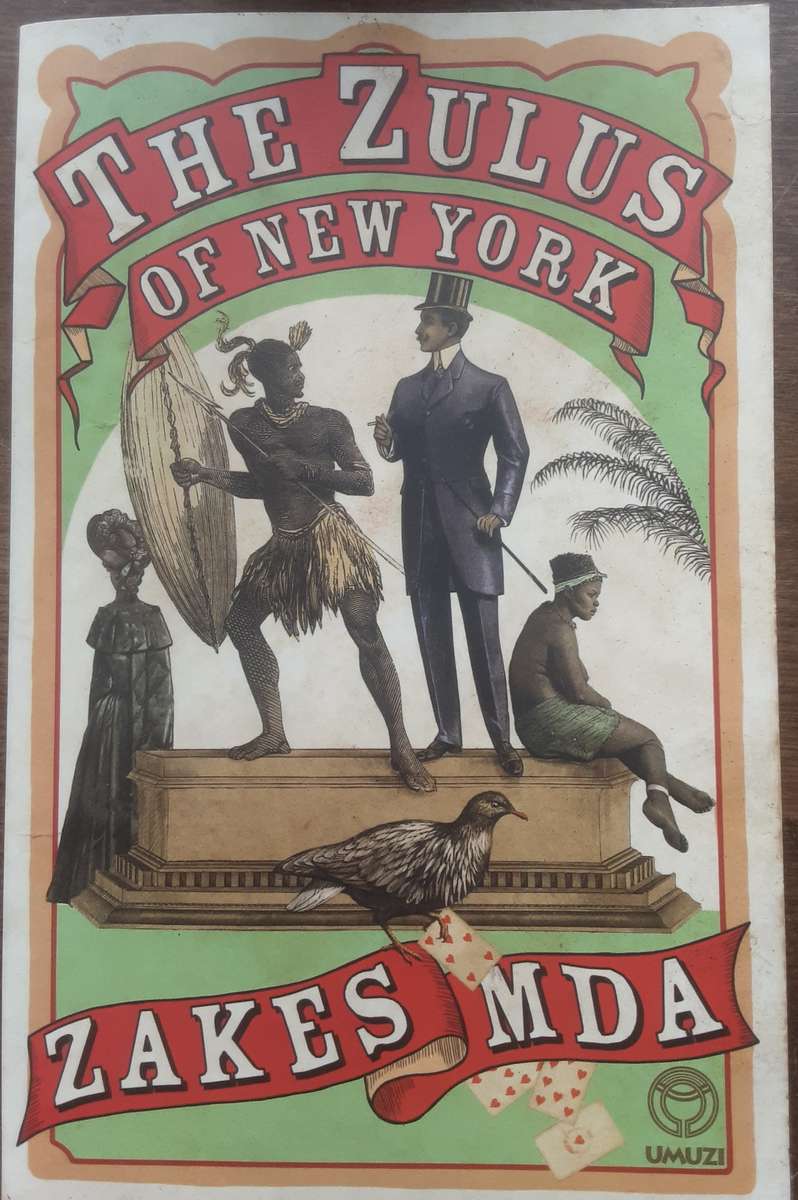 THE ZULUS
OF NEW YORK
ZAKES MDA
UMUZI